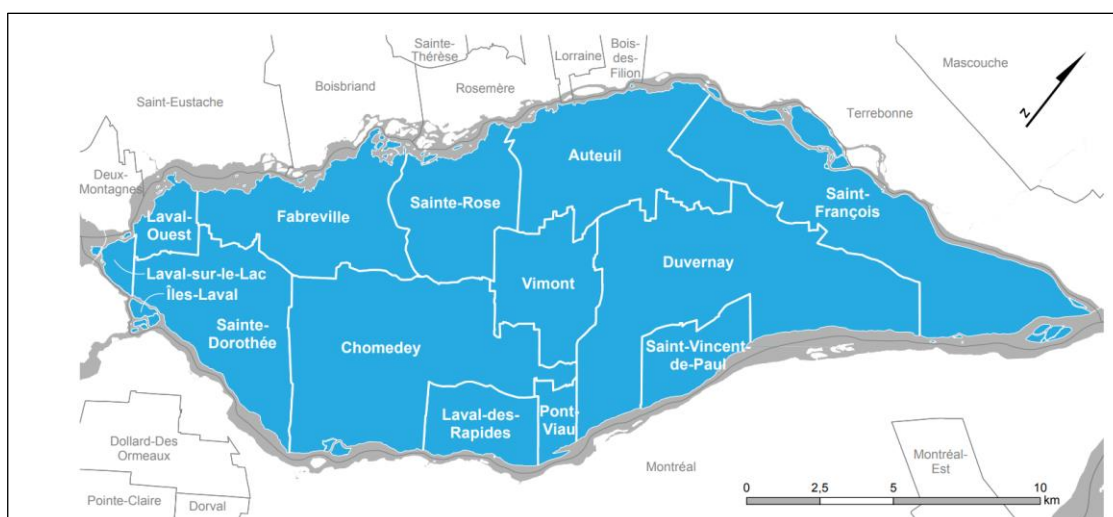 Sainte-
Thérèse
Lorraine
Bois-
des-
Filion
Mascouche
Boisbriand
Rosemère
Saint-Eustache
Terrebonne
N
Deux-
Montagnes
Auteuil
Laval-
Ouest
Fabreville
Sainte-Rose
Saint-
François
Laval-sur-le-Lac
Îles-Laval
Vimont
Duvernay
Sainte-
Dorothée
Chomedey
Saint-Vincent-
de-Paul
Laval-des-
Rapides
Pont-
Viau
Dollard-Des
Ormeaux
Montréal
Montréal-
Est
Pointe-Claire
Dorval
0 2,5 5 10
km